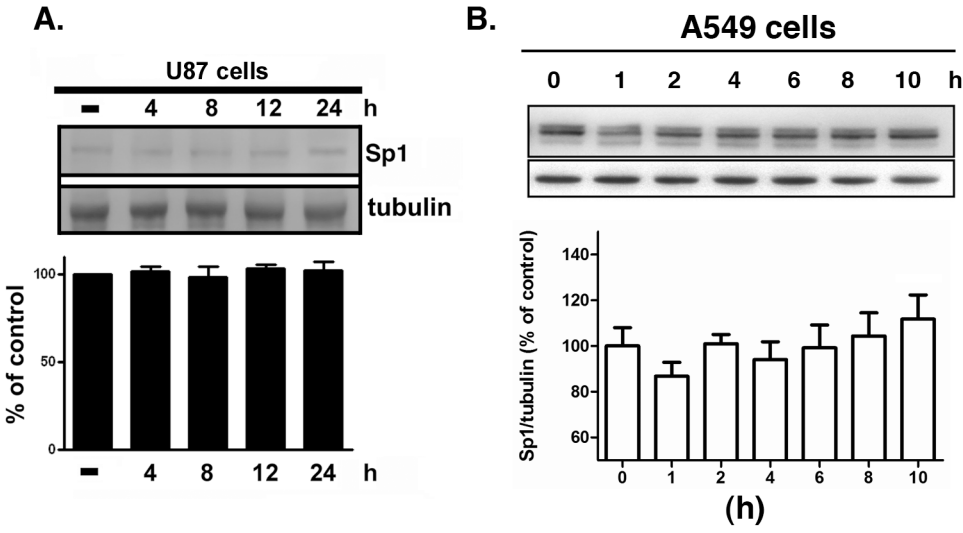 A.
U87 cells
- 4 8 12 24 h
Sp1
tubulin
% of control
100
50
0
- 4 8 12 24 h
B.
A549 cells
0 1 2 4 6 8 10 h
Sp1/tubulin (% of control)
140
120
100
80
60
0 1 2 4 6 8 10
(h)